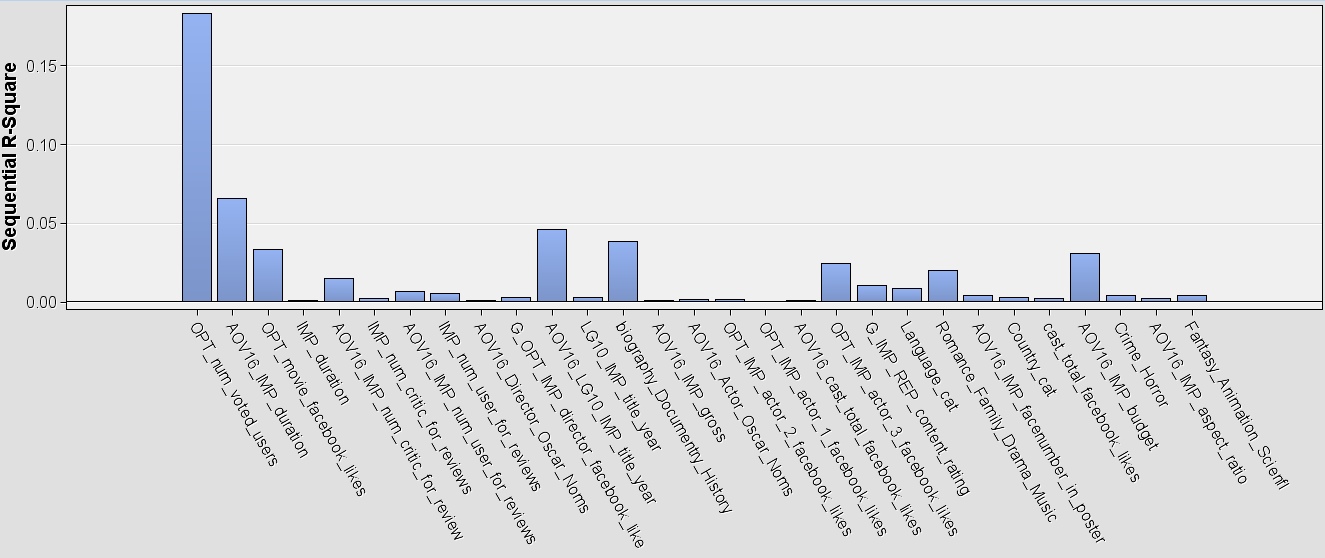 Sequential R-Square
0.15
0.10
0.05
0.00
OPT_num_voted_users
AOV16_IMP_duration
OPT_movie_facebook_likes
IMP_duration
AOV16_IMP_num_critic_for_review
IMP_num_critic_for_reviews
AOV16_IMP_num_user_for_reviews
IMP_num_user_for_reviews
AOV16_Director_Oscar_Noms
G_OPT_IMP_director_facebook_like
AOV16_LG10_IMP_title_year
LG10_IMP_title_year
biography_Documentry_History
AOV16_IMP_gross
AOV16_Actor_Oscar_Noms
OPT_IMP_actor_2_facebook_likes
OPT_IMP_actor_1_facebook_likes
AOV16_cast_total_facebook_likes
OPT_IMP_actor_3_facebook_likes
G_IMP_REP_content_rating
Language_cat
Romance_Family_Drama_Music
AOV16_IMP_facenumber_in_poster
Country_cat
cast_total_facebook_likes
AOV16_IMP_budget
Crime_Horror
AOV16_IMP_aspect_ratio
Fantasy_Animation_Scienfi